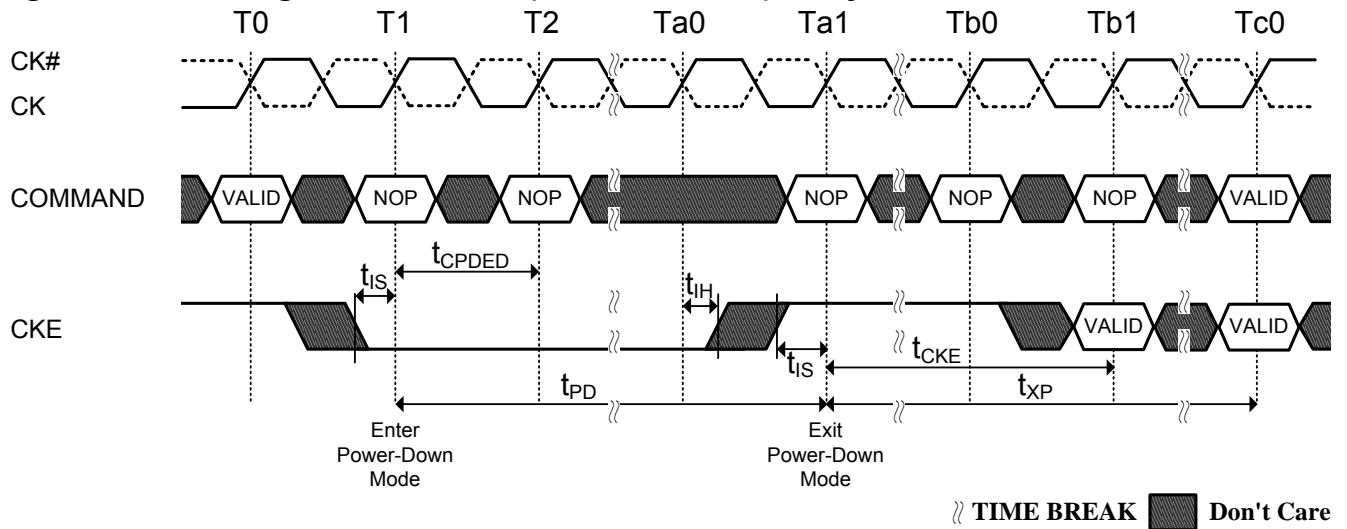 T0 T1 T2 Ta0 Ta1 Tb0 Tb1 Tc0
CK#
CK
COMMAND VALID NOP NOP NOP NOP NOP VALID
tCPDED
tIS tIH
CKE VALID VALID
tIS tCKE
tPD tXP
Enter Power-Down Mode
Exit Power-Down Mode
TIME BREAK Don't Care